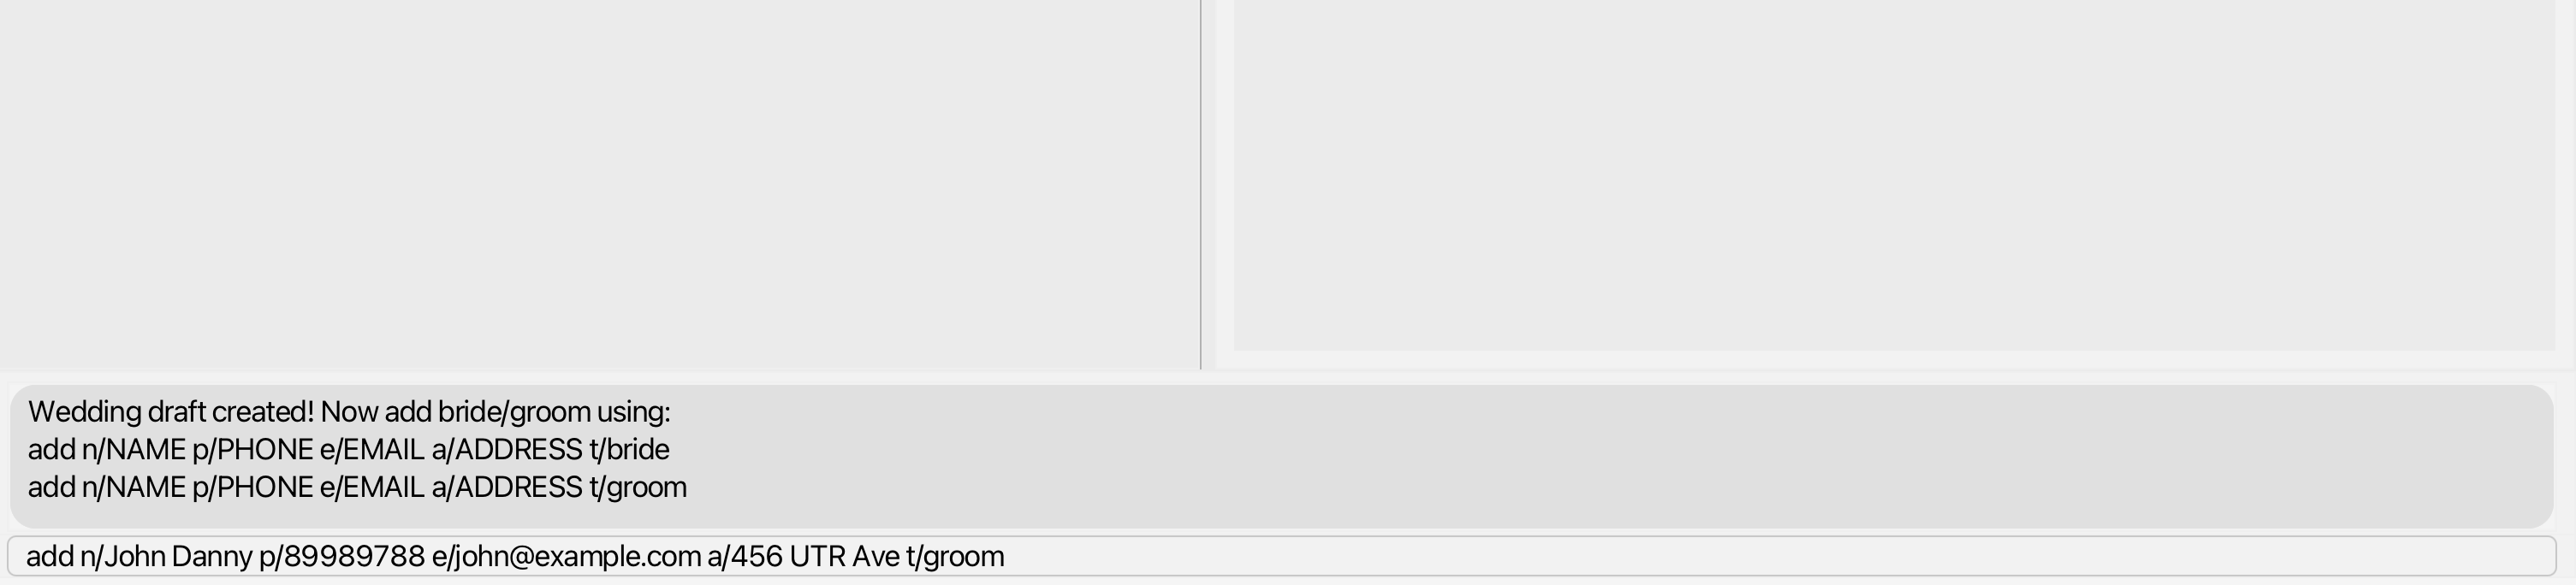 Wedding draft created! Now add bride/groom using:
add n/NAME p/PHONE e/EMAIL a/ADDRESS t/bride
add n/NAME p/PHONE e/EMAIL a/ADDRESS t/groom
add n/John Danny p/89989788 e/john@example.com a/456 UTR Ave t/groom